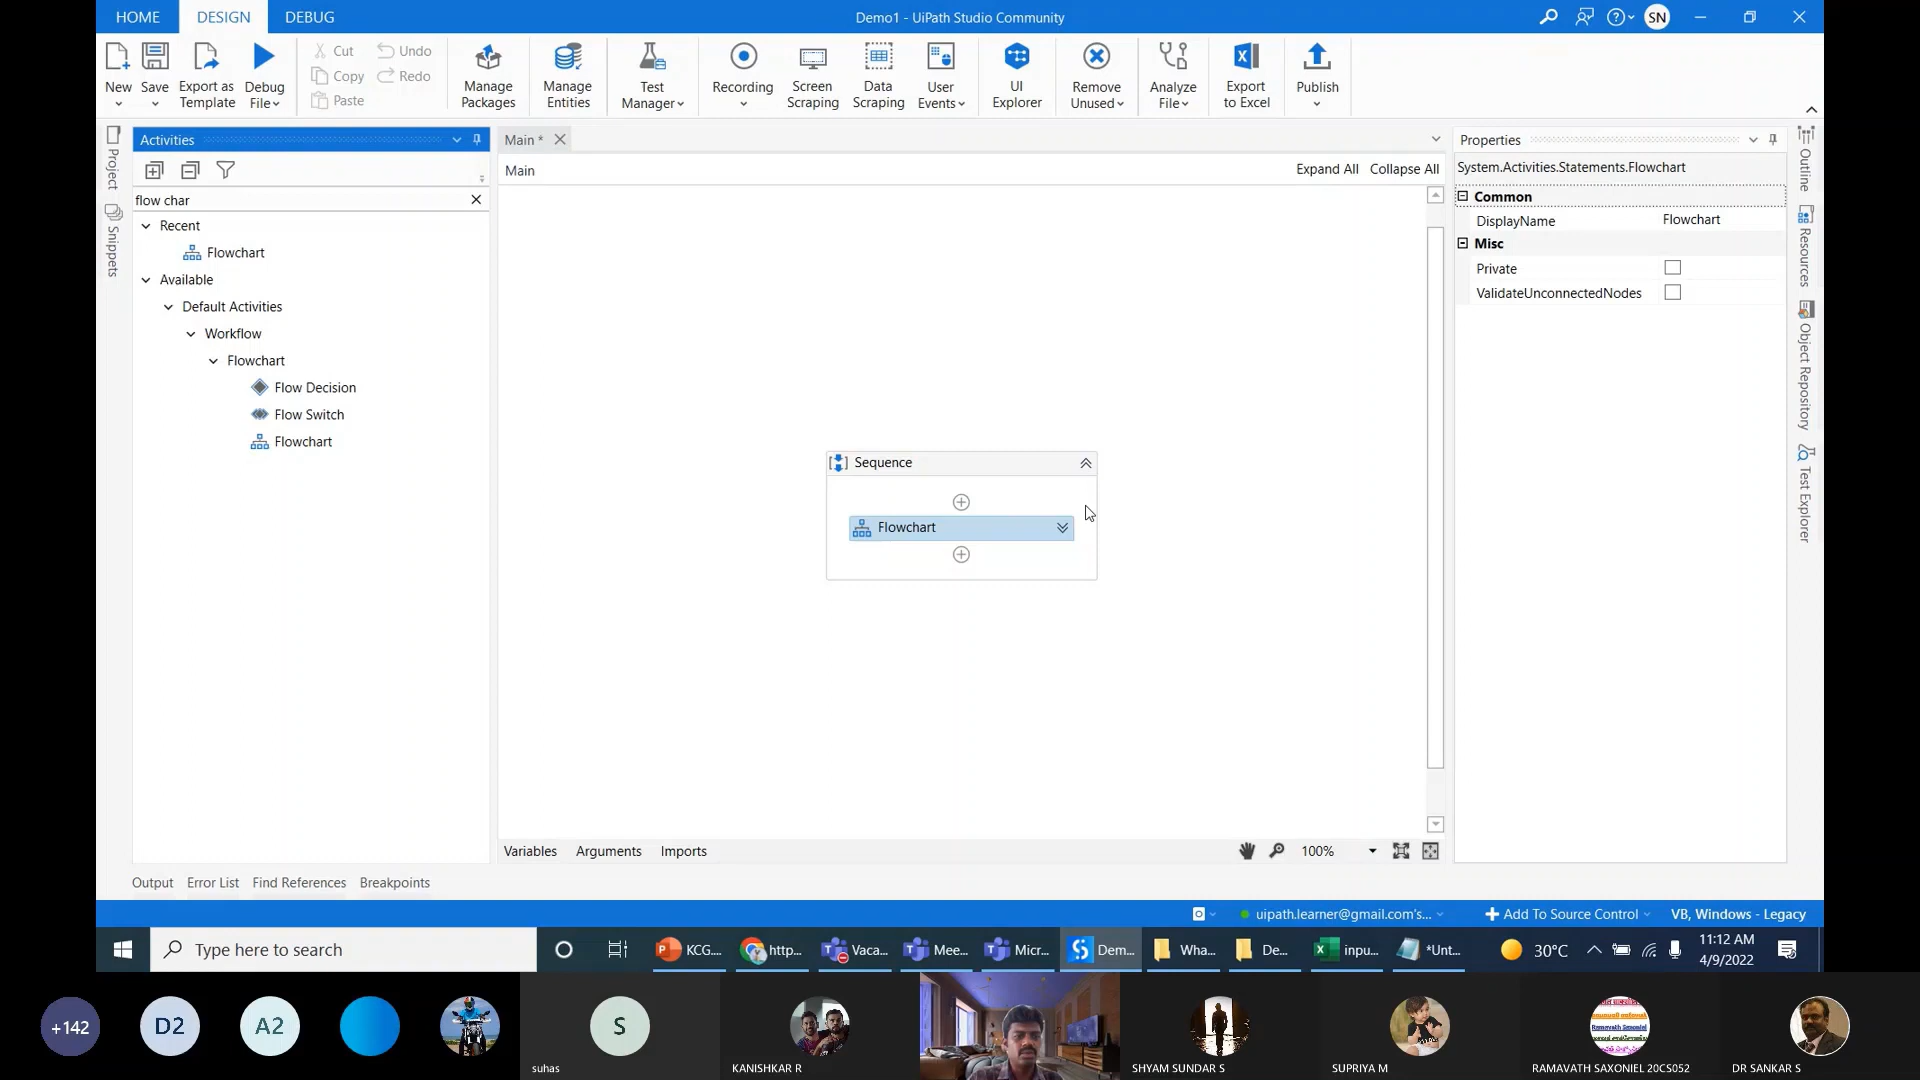 HOME DESIGN DEBUG
Demo1 - UiPath Studio Community
SN
New
Save
Export as Template
Debug File
Cut
Copy
Paste
Undo
Redo
Manage Packages
Manage Entities
Test Manager
Recording
Screen Scraping
Data Scraping
User Events
UI Explorer
Remove Unused
Analyze File
Export to Excel
Publish
Project
Snippets
Activities
flow char
Recent
Flowchart
Available
Default Activities
Workflow
Flowchart
Flow Decision
Flow Switch
Flowchart
Main *
Main
Expand All Collapse All
Sequence
Flowchart
Variables Arguments Imports
100%
Properties
System.Activities.Statements.Flowchart
Common
DisplayName Flowchart
Misc
Private
ValidateUnconnectedNodes
Outline
Resources
Object Repository
Test Explorer
Output Error List Find References Breakpoints
uipath.learner@gmail.com's...
Add To Source Control
VB, Windows - Legacy
Type here to search
KCG...
http...
Vaca...
Mee...
Micr...
Dem...
Wha...
De...
inpu...
*Unt...
30°C
11:12 AM
4/9/2022
+142
D2
A2
S
suhas
KANISHKAR R
SHYAM SUNDAR S
SUPRIYA M
Ramavath Saxoniel
RAMAVATH SAXONIEL 20CS052
DR SANKAR S